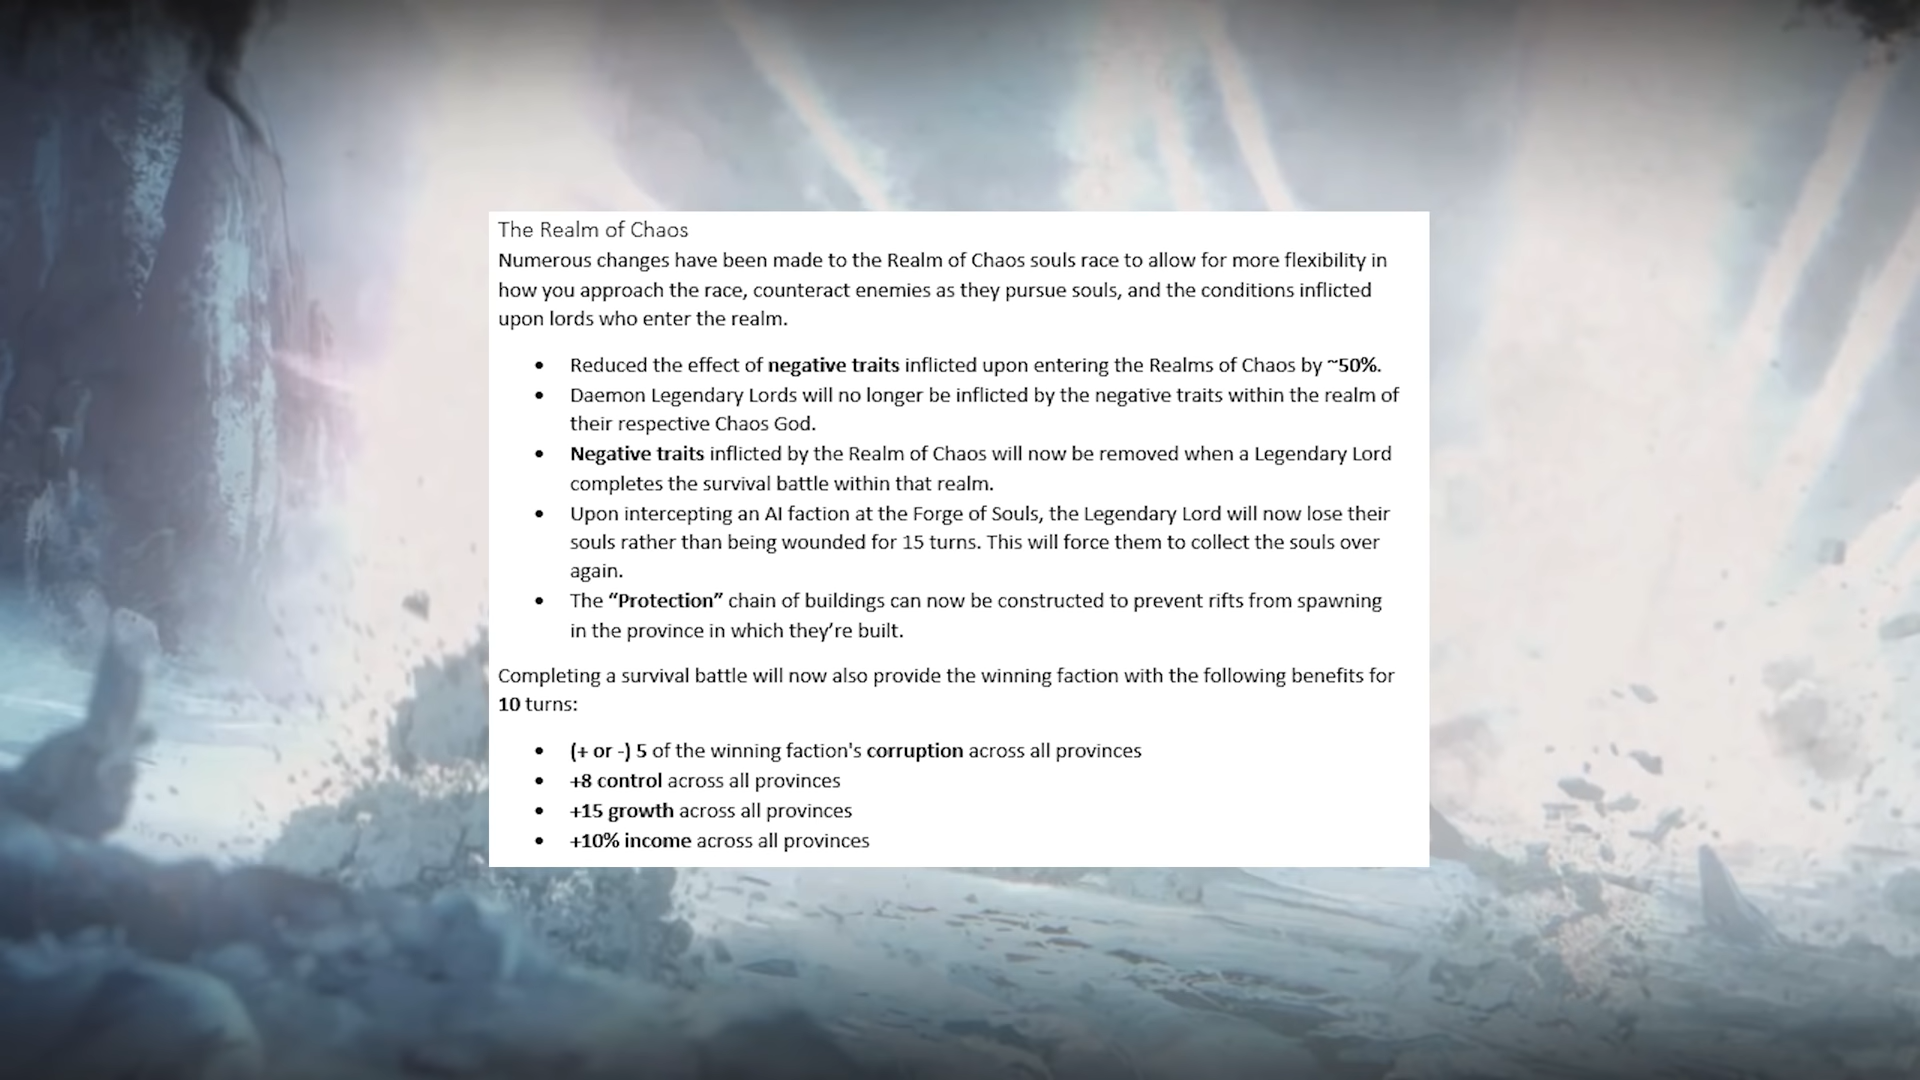 The Realm of Chaos
Numerous changes have been made to the Realm of Chaos souls race to allow for more flexibility in
how you approach the race, counteract enemies as they pursue souls, and the conditions inflicted
upon lords who enter the realm.
• Reduced the effect of negative traits inflicted upon entering the Realms of Chaos by ~50%.
• Daemon Legendary Lords will no longer be inflicted by the negative traits within the realm of
their respective Chaos God.
• Negative traits inflicted by the Realm of Chaos will now be removed when a Legendary Lord
completes the survival battle within that realm.
• Upon intercepting an AI faction at the Forge of Souls, the Legendary Lord will now lose their
souls rather than being wounded for 15 turns. This will force them to collect the souls over
again.
• The “Protection” chain of buildings can now be constructed to prevent rifts from spawning
in the province in which they’re built.
Completing a survival battle will now also provide the winning faction with the following benefits for
10 turns:
• (+ or -) 5 of the winning faction's corruption across all provinces
• +8 control across all provinces
• +15 growth across all provinces
• +10% income across all provinces